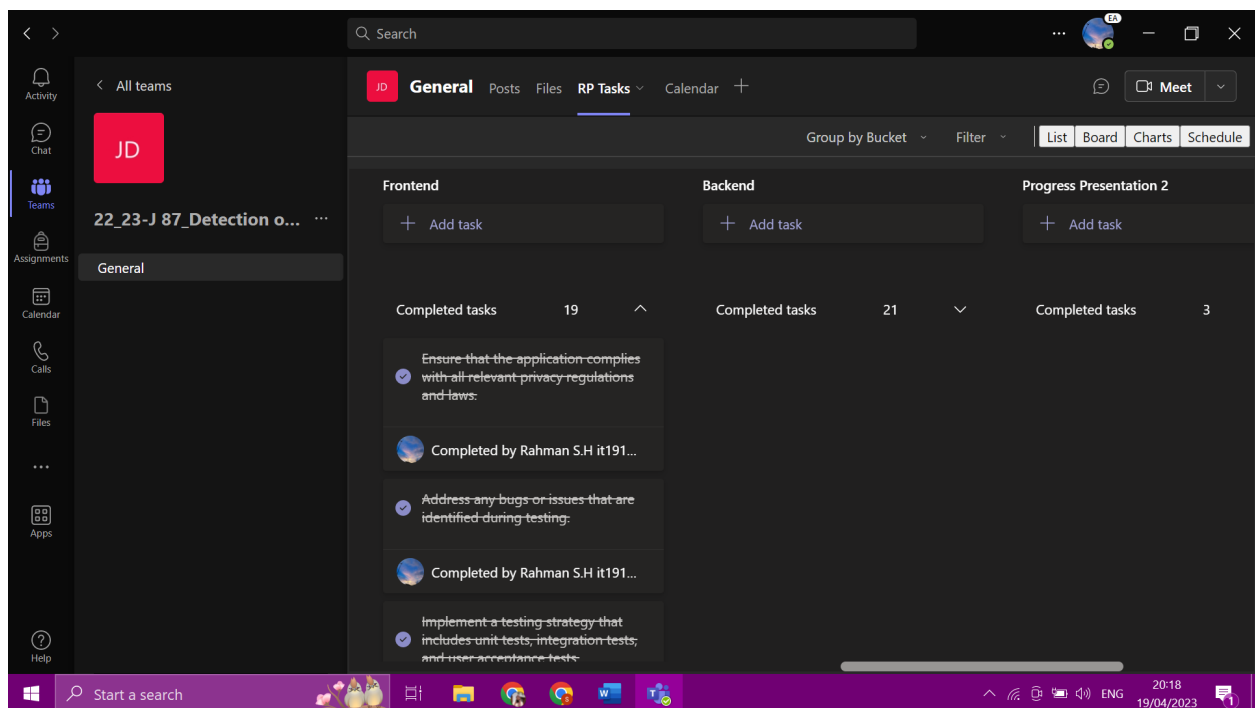 Search
EA
Activity
Chat
Teams
Assignments
Calendar
Calls
Files
Apps
Help
All teams
JD
22_23-J 87_Detection o...
General
JD
General Posts Files RP Tasks Calendar
Meet
Group by Bucket Filter List Board Charts Schedule
Frontend
Add task
Completed tasks 19
Ensure that the application complies
with all relevant privacy regulations
and laws.
Completed by Rahman S.H it191...
Address any bugs or issues that are
identified during testing.
Completed by Rahman S.H it191...
Implement a testing strategy that
includes unit tests, integration tests,
and user acceptance tests.
Backend
Add task
Completed tasks 21
Progress Presentation 2
Add task
Completed tasks 3
Start a search
ENG
20:18
19/04/2023
1